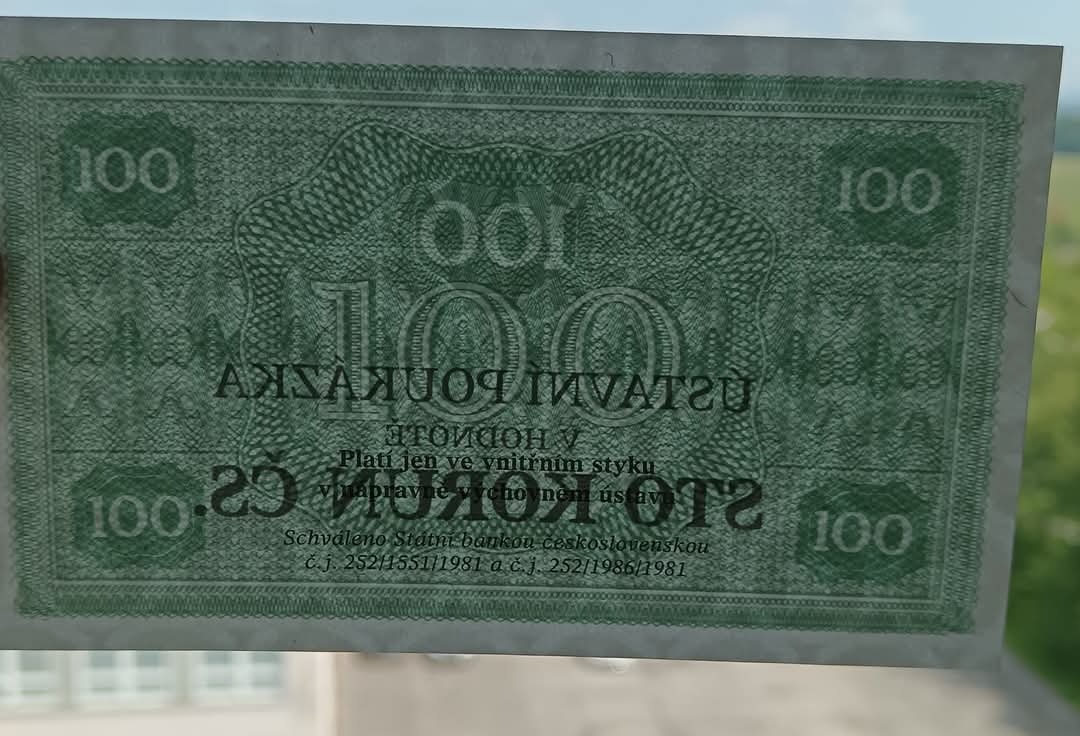 100 100
100
100
ÚSTAVNÍ POUKÁZKA
V HODNOTĚ
Platí jen ve vnitřním styku
STO KORUN ČS.
v nápravně výchovném ústavu
100 100
Schváleno Státní bankou československou
č.j. 252/1551/1981 a č.j. 252/1986/1981